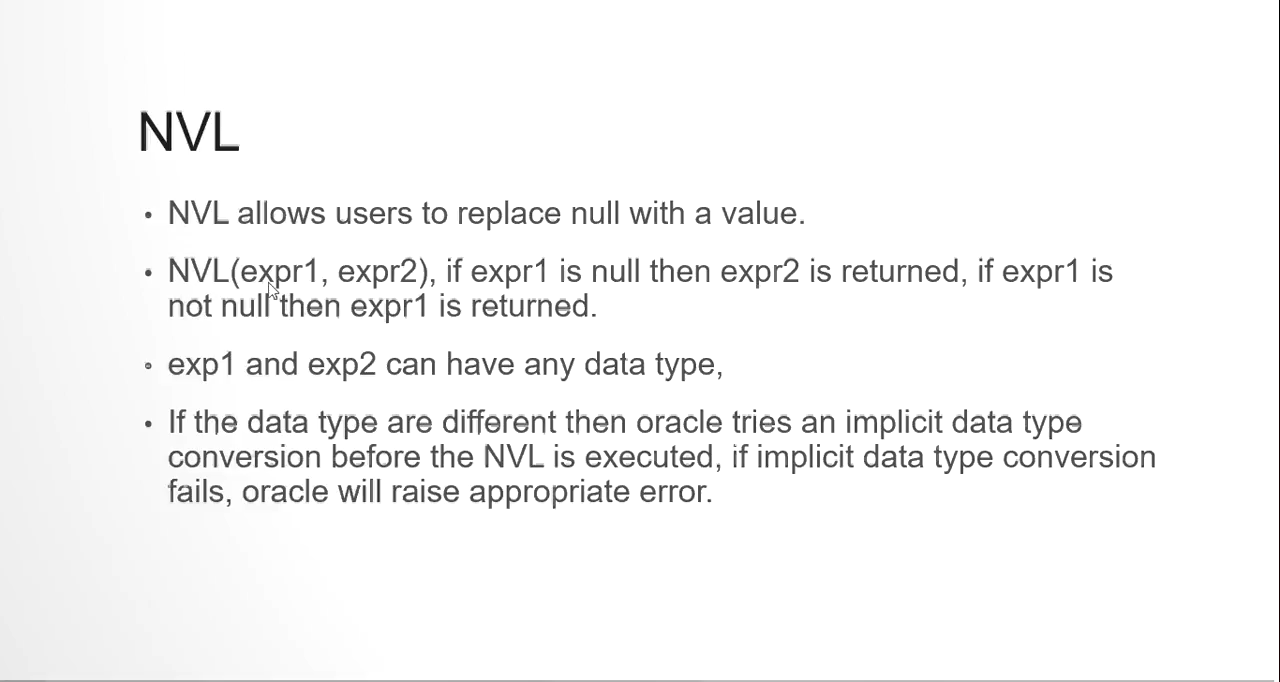 NVL
• NVL allows users to replace null with a value.
• NVL(expr1, expr2), if expr1 is null then expr2 is returned, if expr1 is
not null then expr1 is returned.
• exp1 and exp2 can have any data type,
• If the data type are different then oracle tries an implicit data type
conversion before the NVL is executed, if implicit data type conversion
fails, oracle will raise appropriate error.